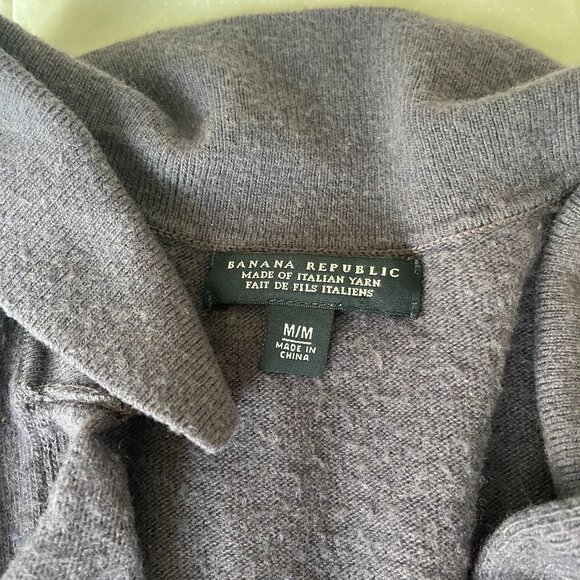 BANANA REPUBLIC
MADE OF ITALIAN YARN
FAIT DE FILS ITALIENS
M/M
MADE IN
CHINA